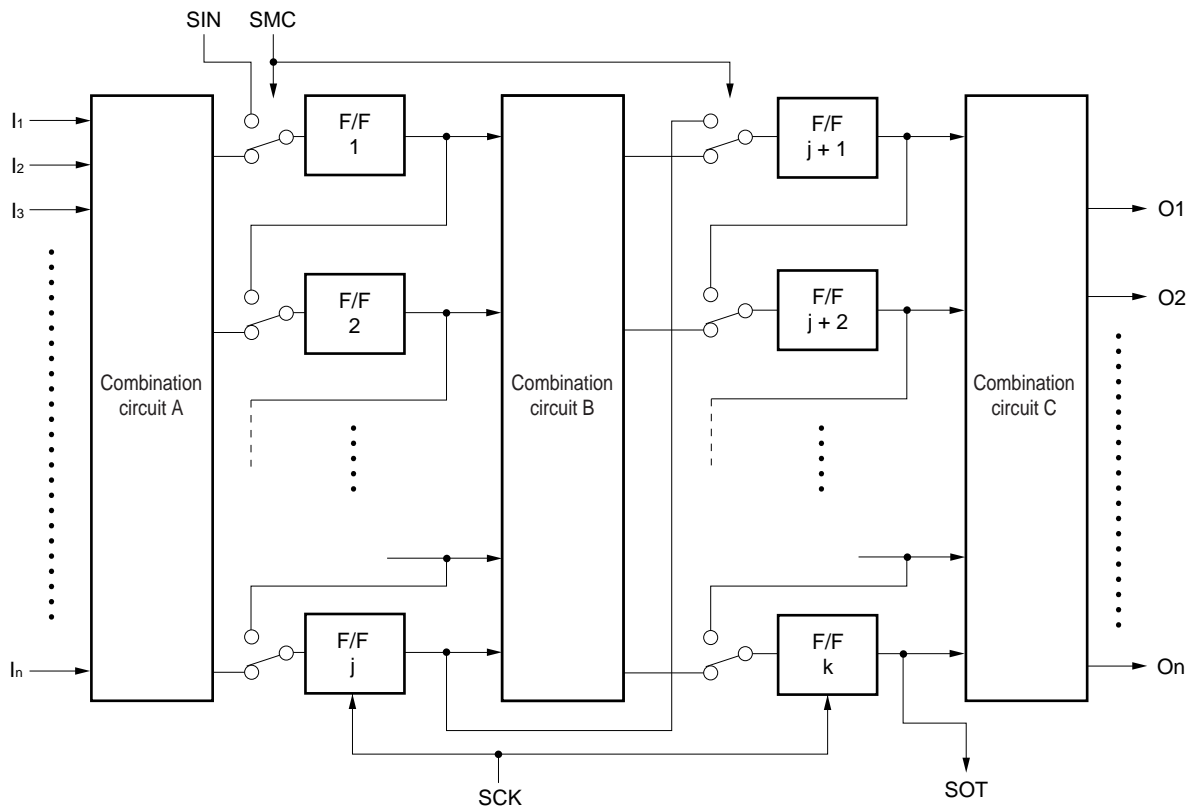 SIN
SMC
I1
I2
I3
In
Combination
circuit A
F/F
1
F/F
2
F/F
j
Combination
circuit B
F/F
j + 1
F/F
j + 2
F/F
k
Combination
circuit C
O1
O2
On
SCK
SOT